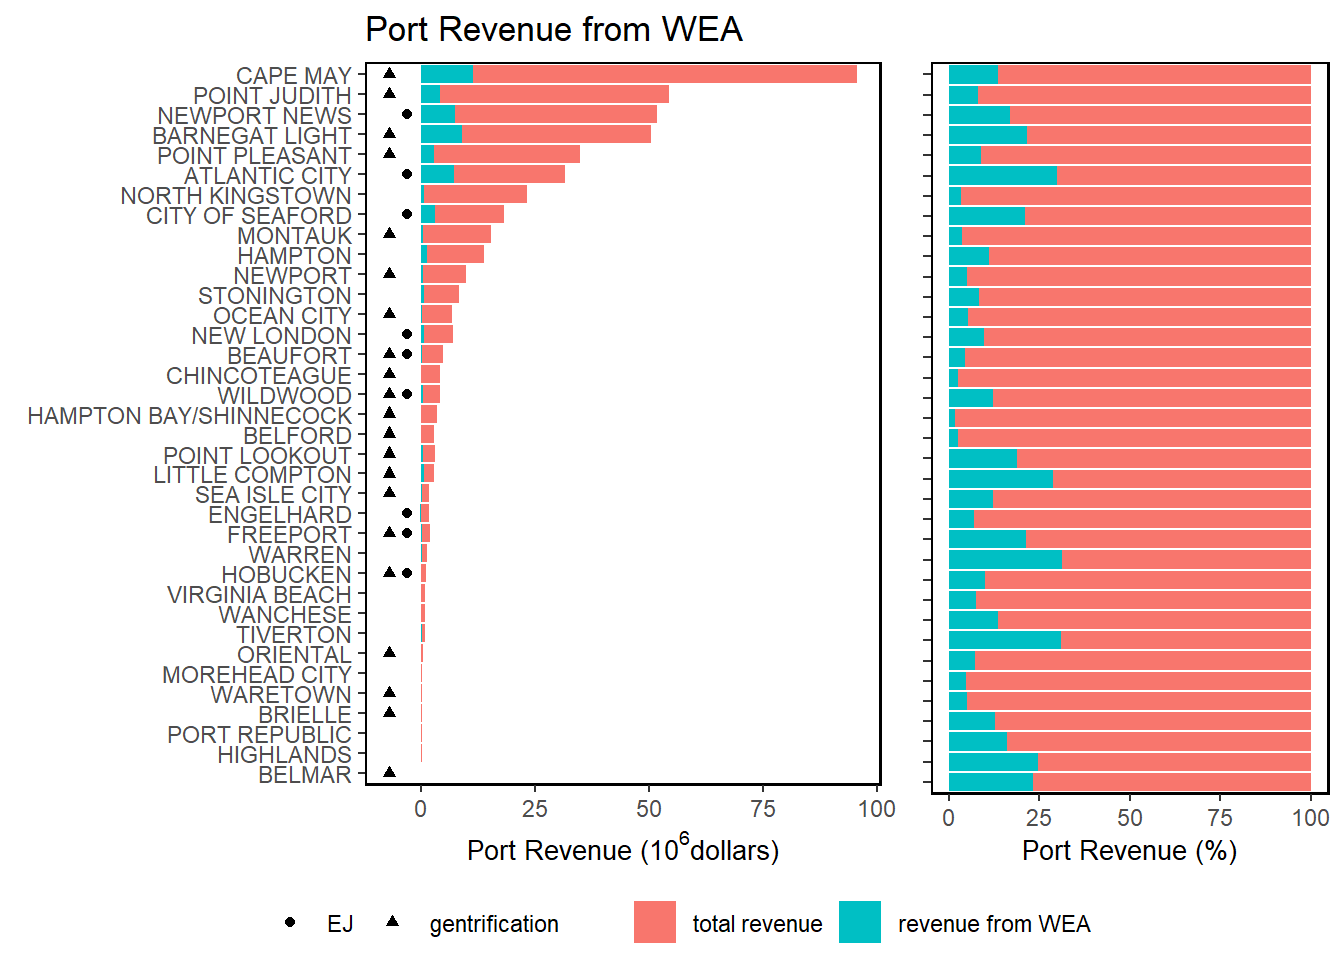 Port Revenue from WEA
CAPE MAY
POINT JUDITH
NEWPORT NEWS
BARNEGAT LIGHT
POINT PLEASANT
ATLANTIC CITY
NORTH KINGSTOWN
CITY OF SEAFORD
MONTAUK
HAMPTON
NEWPORT
STONINGTON
OCEAN CITY
NEW LONDON
BEAUFORT
CHINCOTEAGUE
WILDWOOD
HAMPTON BAY/SHINNECOCK
BELFORD
POINT LOOKOUT
LITTLE COMPTON
SEA ISLE CITY
ENGELHARD
FREEPORT
WARREN
HOBUCKEN
VIRGINIA BEACH
WANCHESE
TIVERTON
ORIENTAL
MOREHEAD CITY
WARETOWN
BRIELLE
PORT REPUBLIC
HIGHLANDS
BELMAR
0 25 50 75 100
Port Revenue (10⁶dollars)
0 25 50 75 100
Port Revenue (%)
EJ gentrification total revenue revenue from WEA